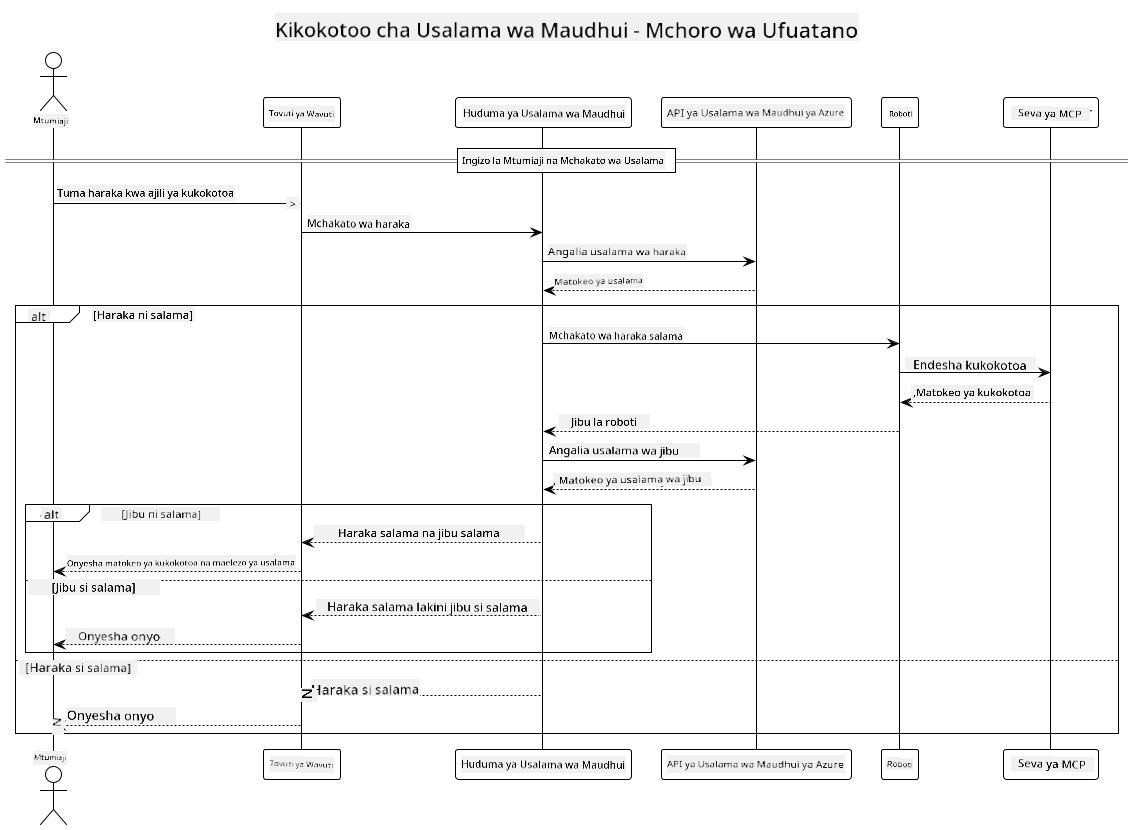 Kikokotoo cha Usalama wa Maudhui - Mchoro wa Ufuatano
Mtumiaji
Tovuti ya Wavuti
Huduma ya Usalama wa Maudhui
API ya Usalama wa Maudhui ya Azure
Roboti
Seva ya MCP
Ingizo la Mtumiaji na Mchakato wa Usalama
Tuma haraka kwa ajili ya kukokotoa
Mchakato wa haraka
Angalia usalama wa haraka
Matokeo ya usalama
alt [Haraka ni salama]
Mchakato wa haraka salama
Endesha kukokotoa
Matokeo ya kukokotoa
Jibu la roboti
Angalia usalama wa jibu
Matokeo ya usalama wa jibu
alt [Jibu ni salama]
Haraka salama na jibu salama
Onyesha matokeo ya kukokotoa na maelezo ya usalama
[Jibu si salama]
Haraka salama lakini jibu si salama
Onyesha onyo
[Haraka si salama]
Haraka si salama
Onyesha onyo
Mtumiaji
Tovuti ya Wavuti
Huduma ya Usalama wa Maudhui
API ya Usalama wa Maudhui ya Azure
Roboti
Seva ya MCP